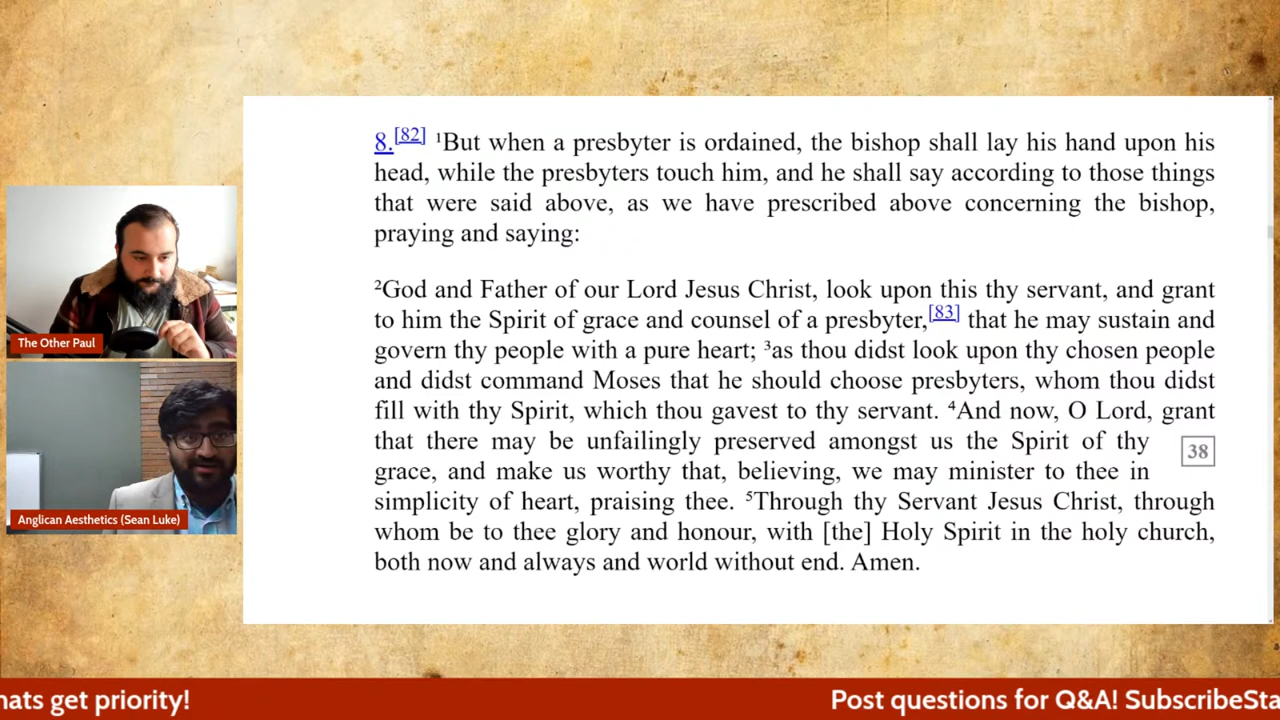 8.[82] 1But when a presbyter is ordained, the bishop shall lay his hand upon his
head, while the presbyters touch him, and he shall say according to those things
that were said above, as we have prescribed above concerning the bishop,
praying and saying:
2God and Father of our Lord Jesus Christ, look upon this thy servant, and grant
to him the Spirit of grace and counsel of a presbyter,[83] that he may sustain and
govern thy people with a pure heart; 3as thou didst look upon thy chosen people
and didst command Moses that he should choose presbyters, whom thou didst
fill with thy Spirit, which thou gavest to thy servant. 4And now, O Lord, grant
that there may be unfailingly preserved amongst us the Spirit of thy
38
grace, and make us worthy that, believing, we may minister to thee in
simplicity of heart, praising thee. 5Through thy Servant Jesus Christ, through
whom be to thee glory and honour, with [the] Holy Spirit in the holy church,
both now and always and world without end. Amen.
The Other Paul
Anglican Aesthetics (Sean Luke)
hats get priority! Post questions for Q&A! SubscribeSta